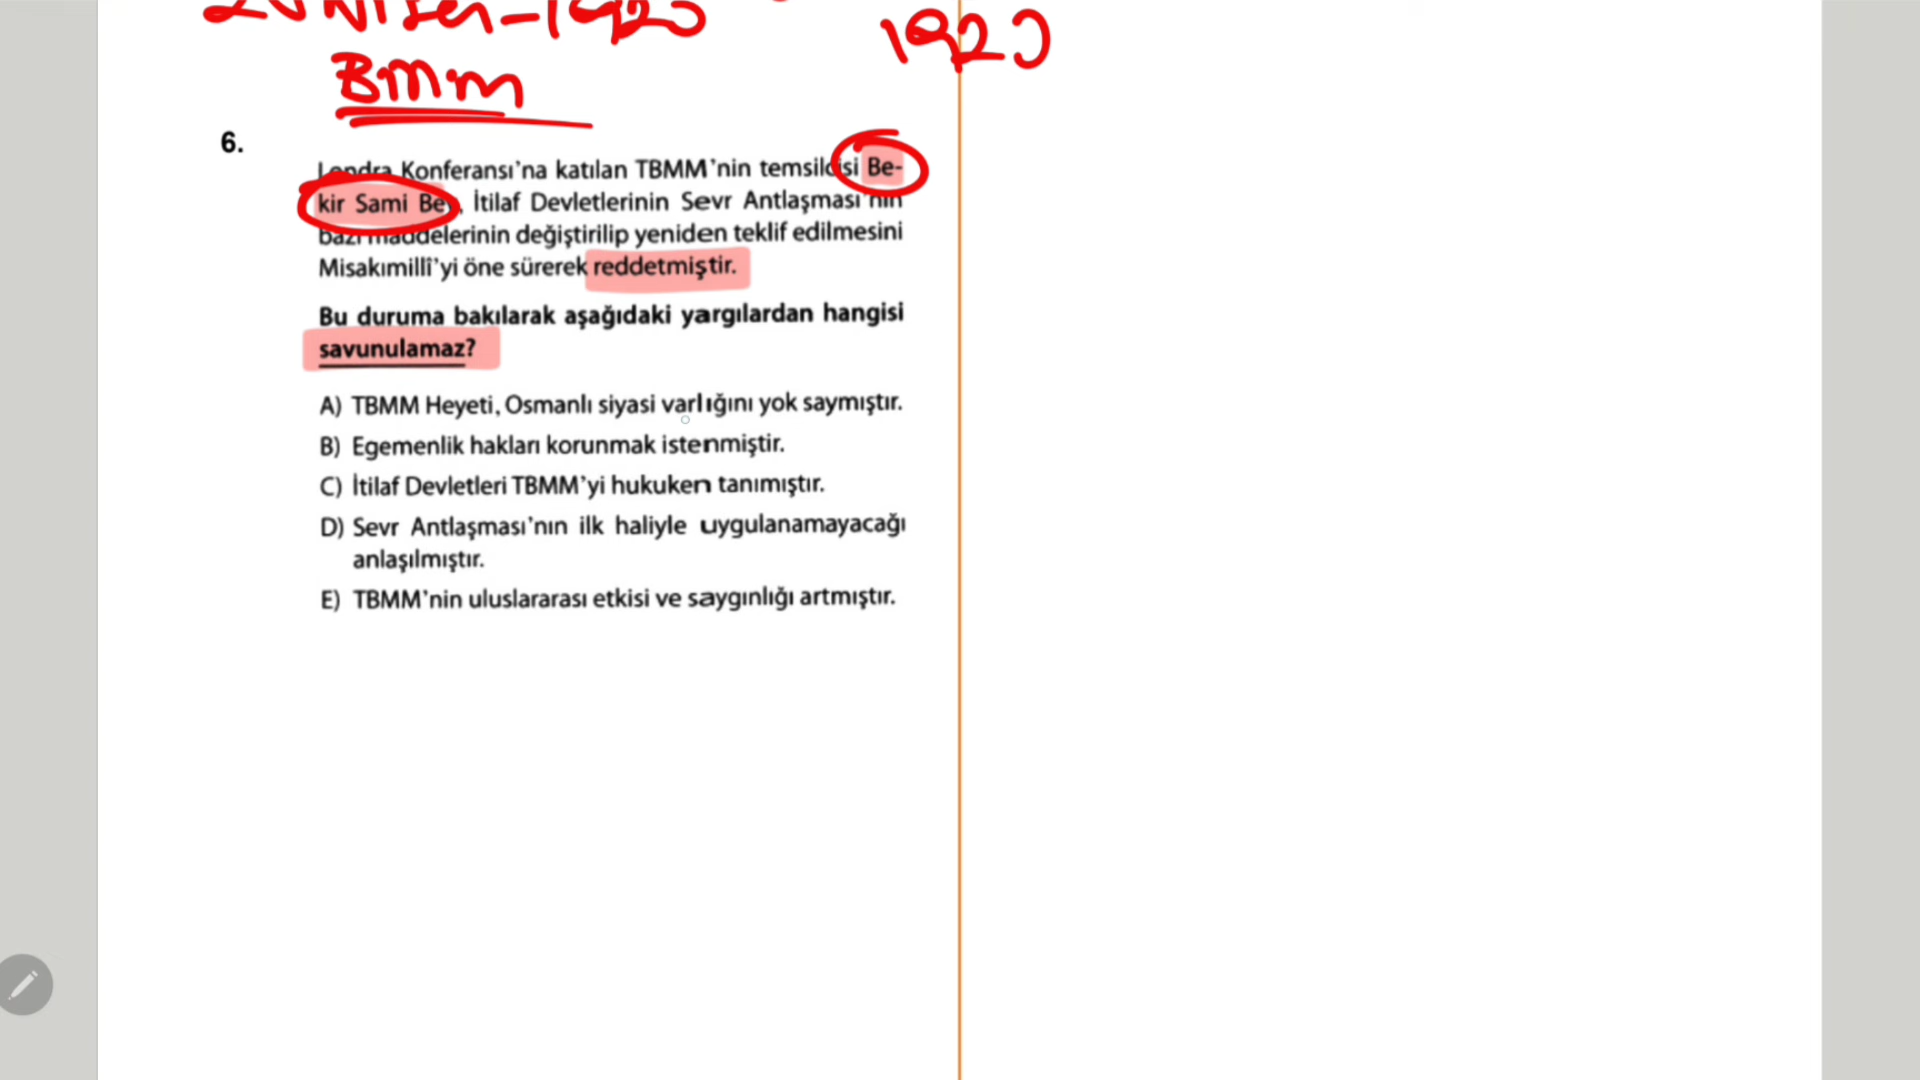 1920
BMM
6.
Londra Konferansı’na katılan TBMM’nin temsilcisi Be-
kir Sami Bey, İtilaf Devletlerinin Sevr Antlaşması’nın
bazı maddelerinin değiştirilip yeniden teklif edilmesini
Misakımillî’yi öne sürerek reddetmiştir.
Bu duruma bakılarak aşağıdaki yargılardan hangisi
savunulamaz?
A) TBMM Heyeti, Osmanlı siyasi varlığını yok saymıştır.
B) Egemenlik hakları korunmak istenmiştir.
C) İtilaf Devletleri TBMM’yi hukuken tanımıştır.
D) Sevr Antlaşması’nın ilk haliyle uygulanamayacağı
anlaşılmıştır.
E) TBMM’nin uluslararası etkisi ve saygınlığı artmıştır.